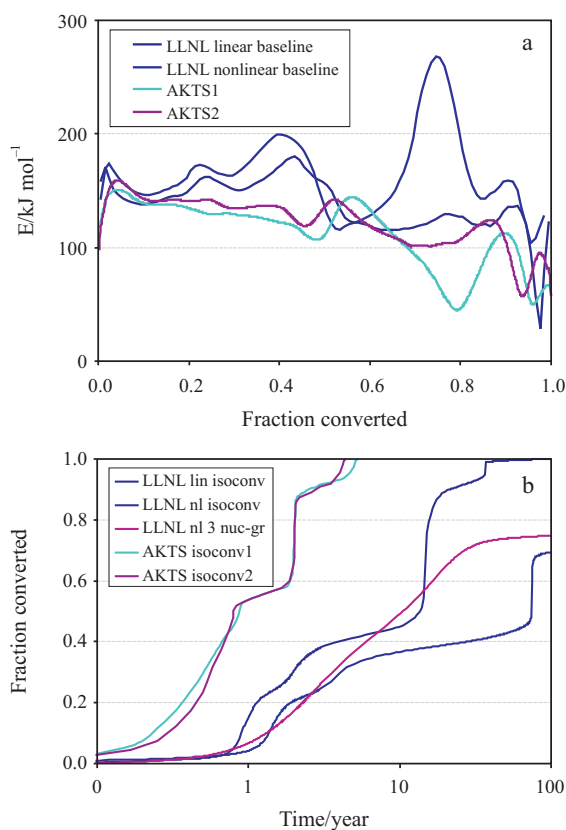 300
200
100
0
E/kJ mol⁻¹
LLNL linear baseline
LLNL nonlinear baseline
AKTS1
AKTS2
a
0.0 0.2 0.4 0.6 0.8 1.0
Fraction converted
1.0
0.8
0.6
0.4
0.2
0.0
Fraction converted
LLNL lin isoconv
LLNL nl isoconv
LLNL nl 3 nuc-gr
AKTS isoconv1
AKTS isoconv2
b
0 1 10 100
Time/year